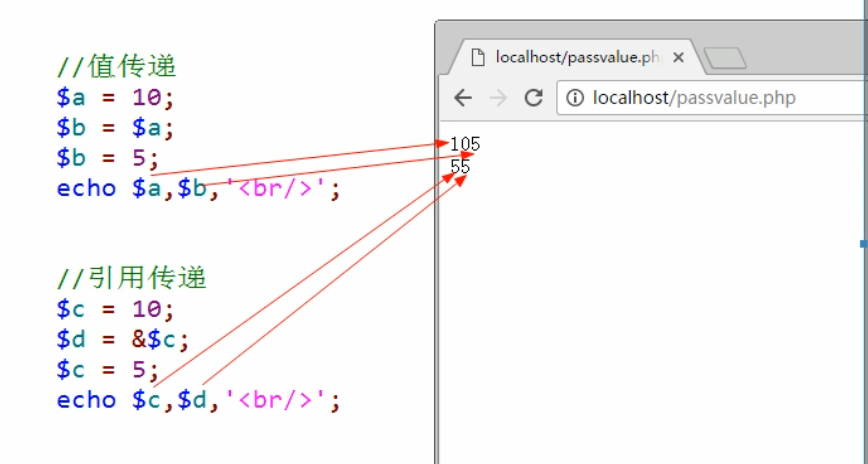 //值传递
$a = 10;
$b = $a;
$b = 5;
echo $a,$b,'<br/>';
//引用传递
$c = 10;
$d = &$c;
$c = 5;
echo $c,$d,'<br/>';
localhost/passvalue.ph
localhost/passvalue.php
105
55